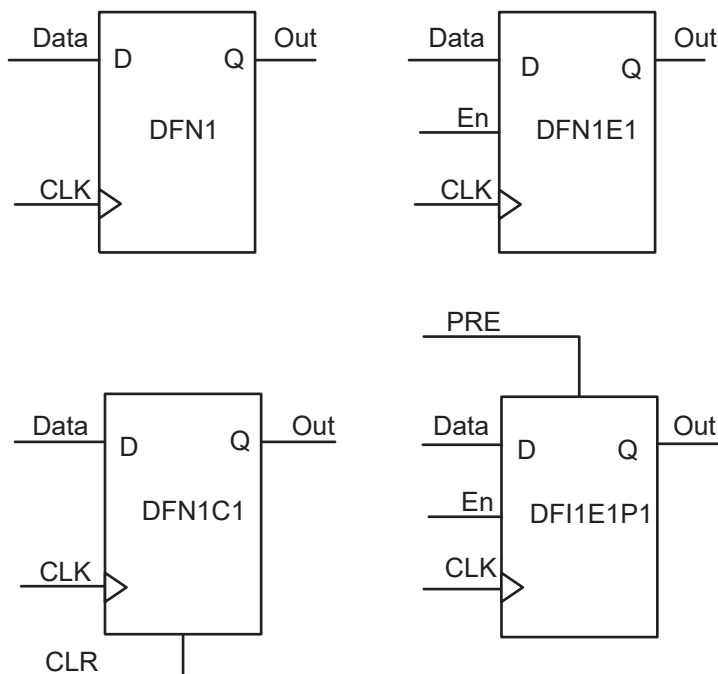 Data
Out
D
Q
DFN1
CLK
Data
Out
D
Q
En
DFN1E1
CLK
Data
Out
D
Q
DFN1C1
CLK
CLR
PRE
Data
Out
D
Q
En
DFI1E1P1
CLK